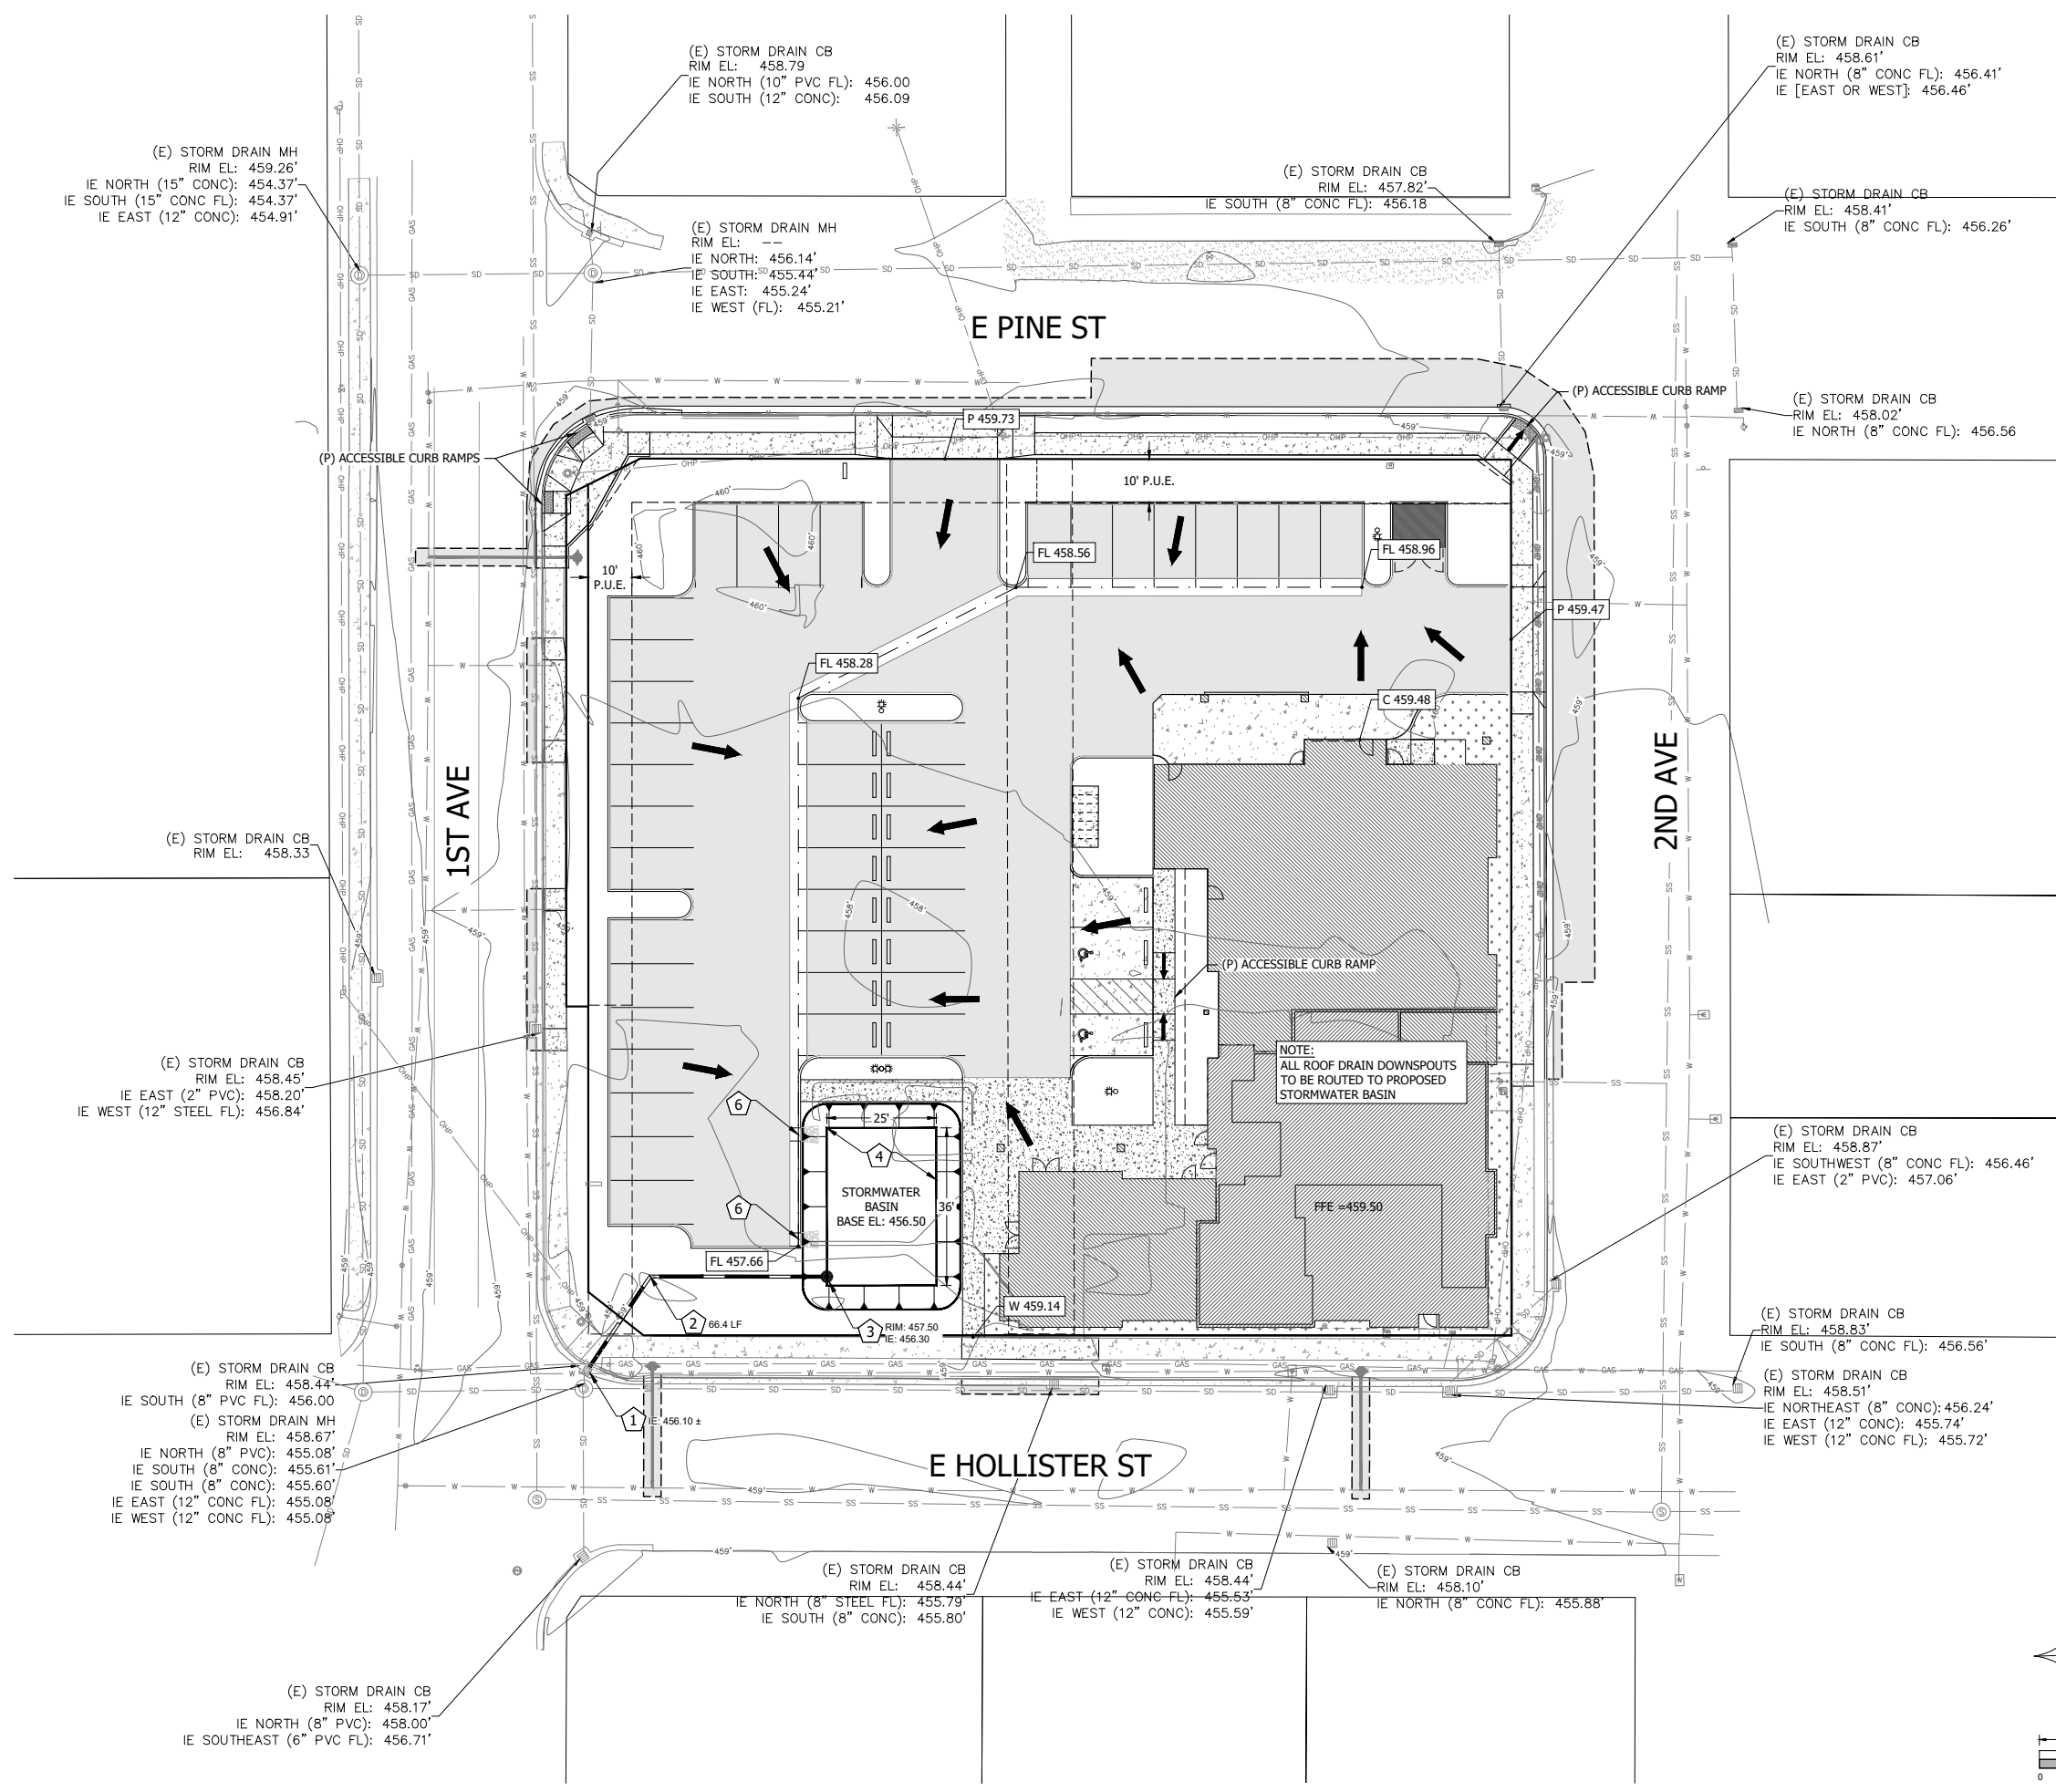 (E) STORM DRAIN CB
RIM EL: 458.79
IE NORTH (10" PVC FL): 456.00
IE SOUTH (12" CONC): 456.09
(E) STORM DRAIN CB
RIM EL: 458.61'
IE NORTH (8" CONC FL): 456.41'
IE [EAST OR WEST]: 456.46'
(E) STORM DRAIN MH
RIM EL: 459.26'
IE NORTH (15" CONC): 454.37'
IE SOUTH (15" CONC FL): 454.37'
IE EAST (12" CONC): 454.91'
(E) STORM DRAIN CB
RIM EL: 457.82'
IE SOUTH (8" CONC FL): 456.18
(E) STORM DRAIN CB
RIM EL: 458.41'
IE SOUTH (8" CONC FL): 456.26'
(E) STORM DRAIN MH
RIM EL: --
IE NORTH: 456.14'
IE SOUTH: 455.44'
IE EAST: 455.24'
IE WEST (FL): 455.21'
E PINE ST
(P) ACCESSIBLE CURB RAMP
(E) STORM DRAIN CB
RIM EL: 458.02'
IE NORTH (8" CONC FL): 456.56
P 459.73
(P) ACCESSIBLE CURB RAMPS
10' P.U.E.
FL 458.56
FL 458.96
10'
P.U.E.
P 459.47
FL 458.28
C 459.48
1ST AVE
2ND AVE
(E) STORM DRAIN CB
RIM EL: 458.33
(P) ACCESSIBLE CURB RAMP
(E) STORM DRAIN CB
RIM EL: 458.45'
IE EAST (2" PVC): 458.20'
IE WEST (12" STEEL FL): 456.84'
NOTE:
ALL ROOF DRAIN DOWNSPOUTS
TO BE ROUTED TO PROPOSED
STORMWATER BASIN
6
25'
4
STORMWATER
BASIN
BASE EL: 456.50
36'
6
FL 457.66
FFE =459.50
(E) STORM DRAIN CB
RIM EL: 458.87'
IE SOUTHWEST (8" CONC FL): 456.46'
IE EAST (2" PVC): 457.06'
W 459.14
2
66.4 LF
3
RIM: 457.50
IE: 456.30
(E) STORM DRAIN CB
RIM EL: 458.83'
IE SOUTH (8" CONC FL): 456.56'
(E) STORM DRAIN CB
RIM EL: 458.44'
IE SOUTH (8" PVC FL): 456.00
(E) STORM DRAIN MH
RIM EL: 458.67'
IE NORTH (8" PVC): 455.08'
IE SOUTH (8" CONC): 455.61'
IE SOUTH (8" CONC): 455.60'
IE EAST (12" CONC FL): 455.08'
IE WEST (12" CONC FL): 455.08'
1
IE: 456.10 ±
(E) STORM DRAIN CB
RIM EL: 458.51'
IE NORTHEAST (8" CONC): 456.24'
IE EAST (12" CONC): 455.74'
IE WEST (12" CONC FL): 455.72'
E HOLLISTER ST
(E) STORM DRAIN CB
RIM EL: 458.44'
IE NORTH (8" STEEL FL): 455.79'
IE SOUTH (8" CONC): 455.80'
(E) STORM DRAIN CB
RIM EL: 458.44'
IE EAST (12" CONC FL): 455.53'
IE WEST (12" CONC): 455.59'
(E) STORM DRAIN CB
RIM EL: 458.10'
IE NORTH (8" CONC FL): 455.88'
(E) STORM DRAIN CB
RIM EL: 458.17'
IE NORTH (8" PVC): 458.00'
IE SOUTHEAST (6" PVC FL): 456.71'
0